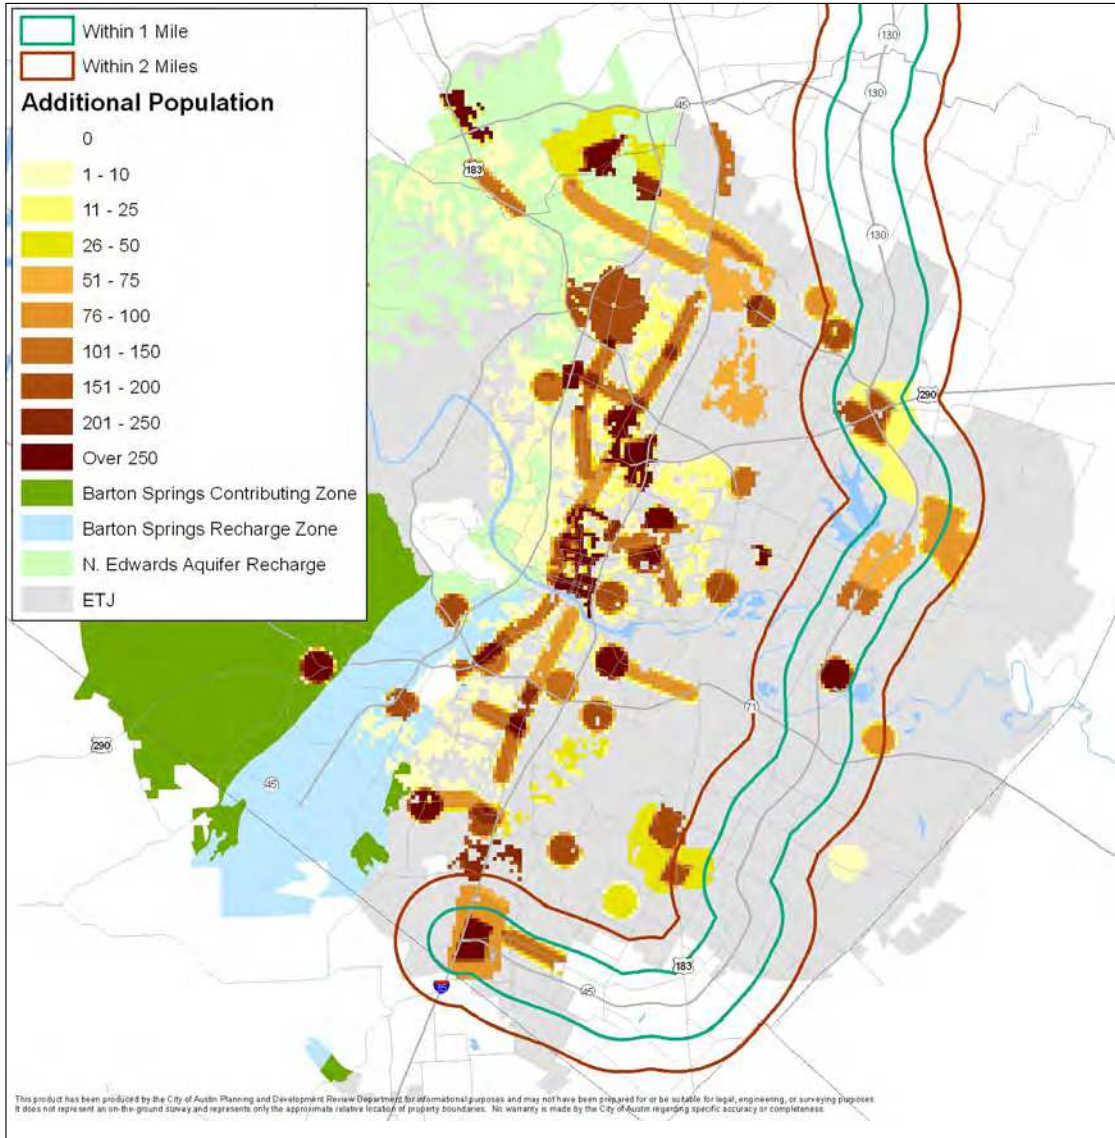 Within 1 Mile
Within 2 Miles
Additional Population
0
1 - 10
11 - 25
26 - 50
51 - 75
76 - 100
101 - 150
151 - 200
201 - 250
Over 250
Barton Springs Contributing Zone
Barton Springs Recharge Zone
N. Edwards Aquifer Recharge
ETJ
130
130
45
183
130
290
71
290
45
183
35
45
This product has been produced by the City of Austin Planning and Development Review Department for informational purposes and may not have been prepared for or be suitable for legal, engineering, or surveying purposes.
It does not represent an on-the-ground survey and represents only the approximate relative location of property boundaries. No warranty is made by the City of Austin regarding specific accuracy or completeness.